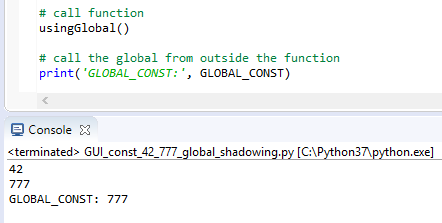 # call function
usingGlobal()
# call the global from outside the function
print('GLOBAL_CONST:', GLOBAL_CONST)
Console
<terminated> GUI_const_42_777_global_shadowing.py [C:\Python37\python.exe]
42
777
GLOBAL_CONST: 777